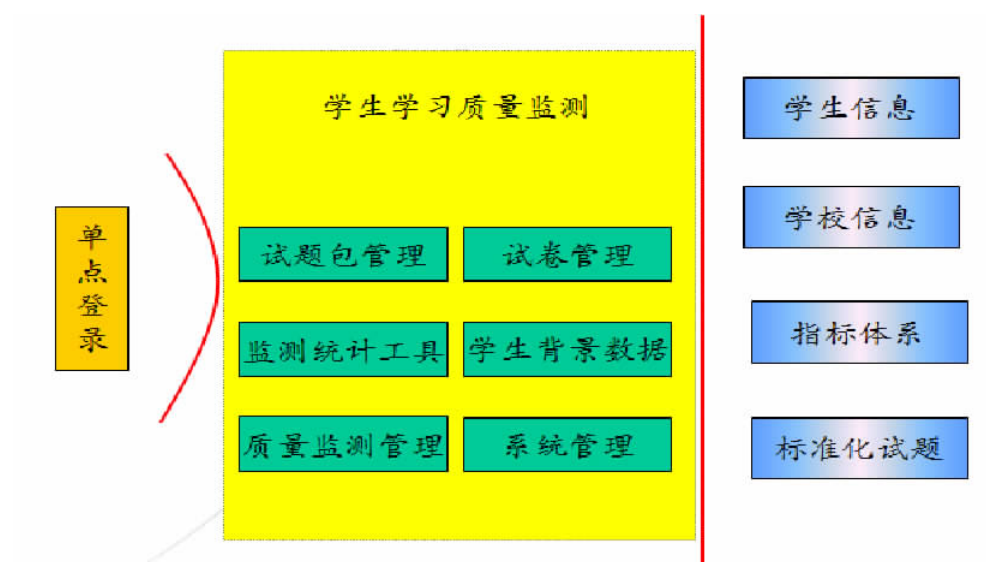 学生学习质量监测
单点登录
试题包管理
试卷管理
监测统计工具
学生背景数据
质量监测管理
系统管理
学生信息
学校信息
指标体系
标准化试题